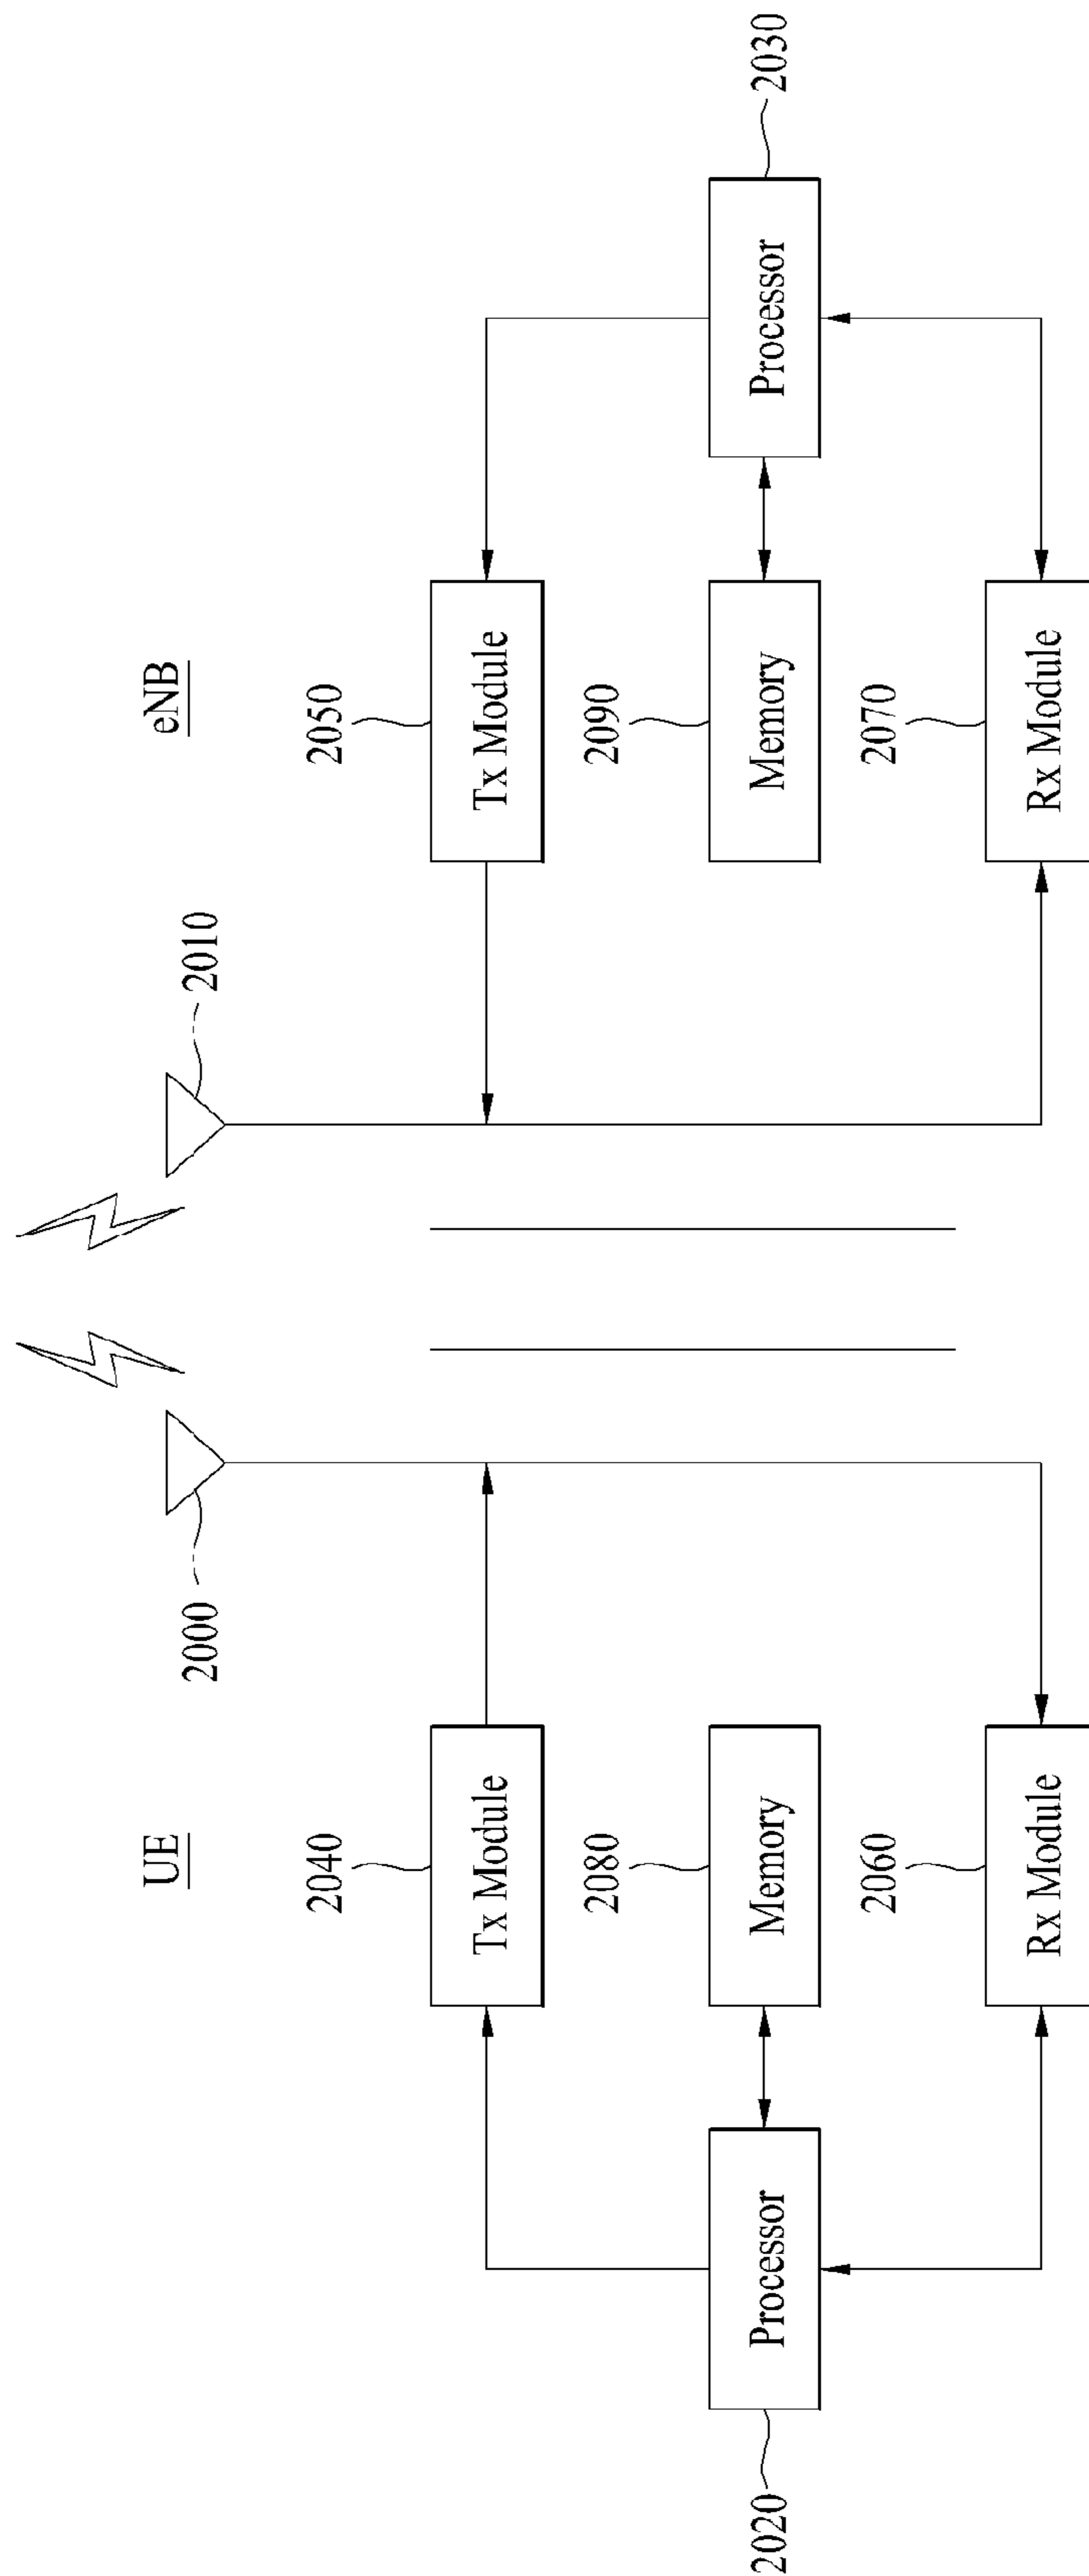 UE
eNB
2000
2010
2040
Tx Module
2050
Tx Module
2020
Processor
2080
Memory
2090
Memory
2030
Processor
2060
Rx Module
2070
Rx Module